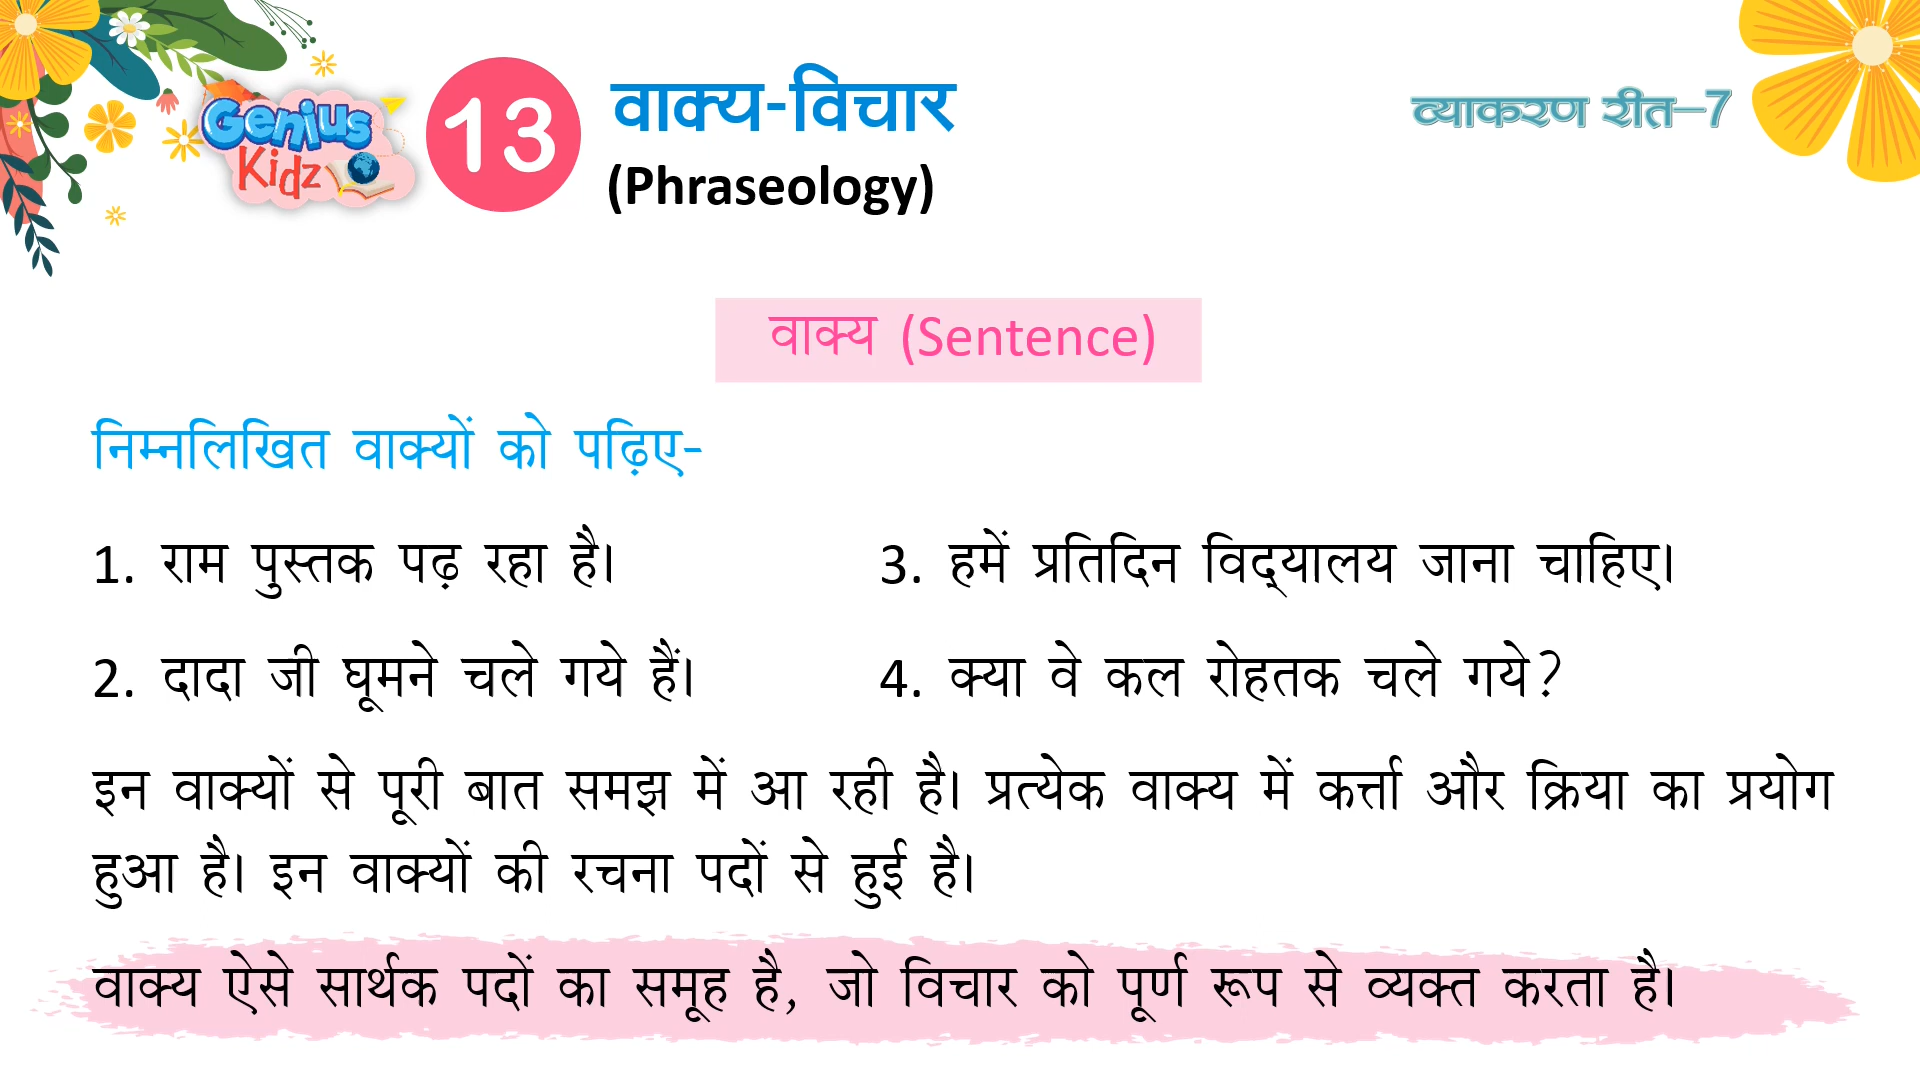 Genius
Kidz
13
वाक्य-विचार
(Phraseology)
व्याकरण रीत–7
वाक्य (Sentence)
निम्नलिखित वाक्यों को पढ़िए-
1. राम पुस्तक पढ़ रहा है।
2. दादा जी घूमने चले गये हैं।
3. हमें प्रतिदिन विद्‌यालय जाना चाहिए।
4. क्या वे कल रोहतक चले गये?
इन वाक्यों से पूरी बात समझ में आ रही है। प्रत्येक वाक्य में कर्त्ता और क्रिया का प्रयोग
हुआ है। इन वाक्यों की रचना पदों से हुई है।
वाक्य ऐसे सार्थक पदों का समूह है, जो विचार को पूर्ण रूप से व्यक्त करता है।